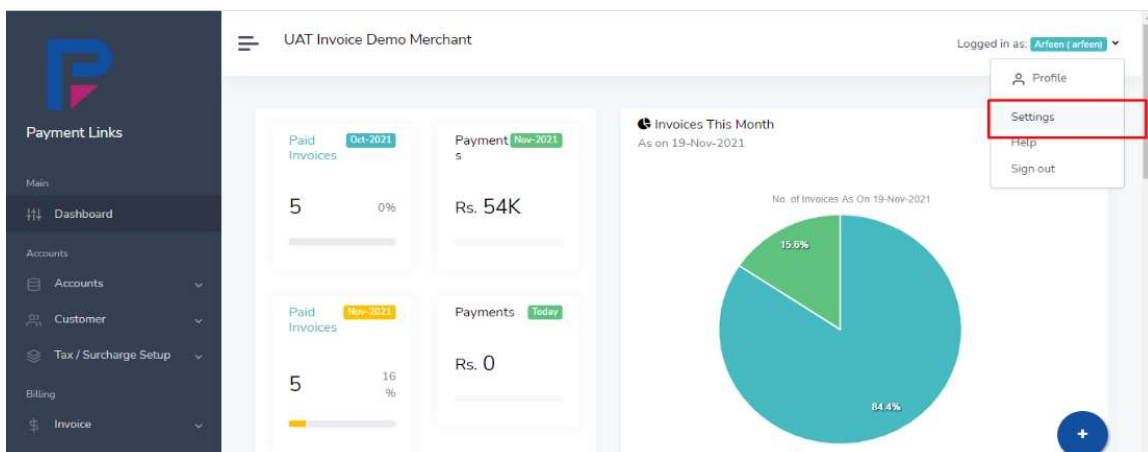 UAT Invoice Demo Merchant
Logged in as: Arfeen ( arfeen)
Profile
Settings
Help
Sign out
Payment Links
Main
Dashboard
Accounts
Accounts
Customer
Tax / Surcharge Setup
Billing
Invoice
Paid Oct-2021
Invoices
5 0%
Payment Nov-2021
s
Rs. 54K
Paid Nov-2021
Invoices
5 16
%
Payments Today
Rs. 0
Invoices This Month
As on 19-Nov-2021
No. of Invoices As On 19-Nov-2021
15.6%
84.4%
+